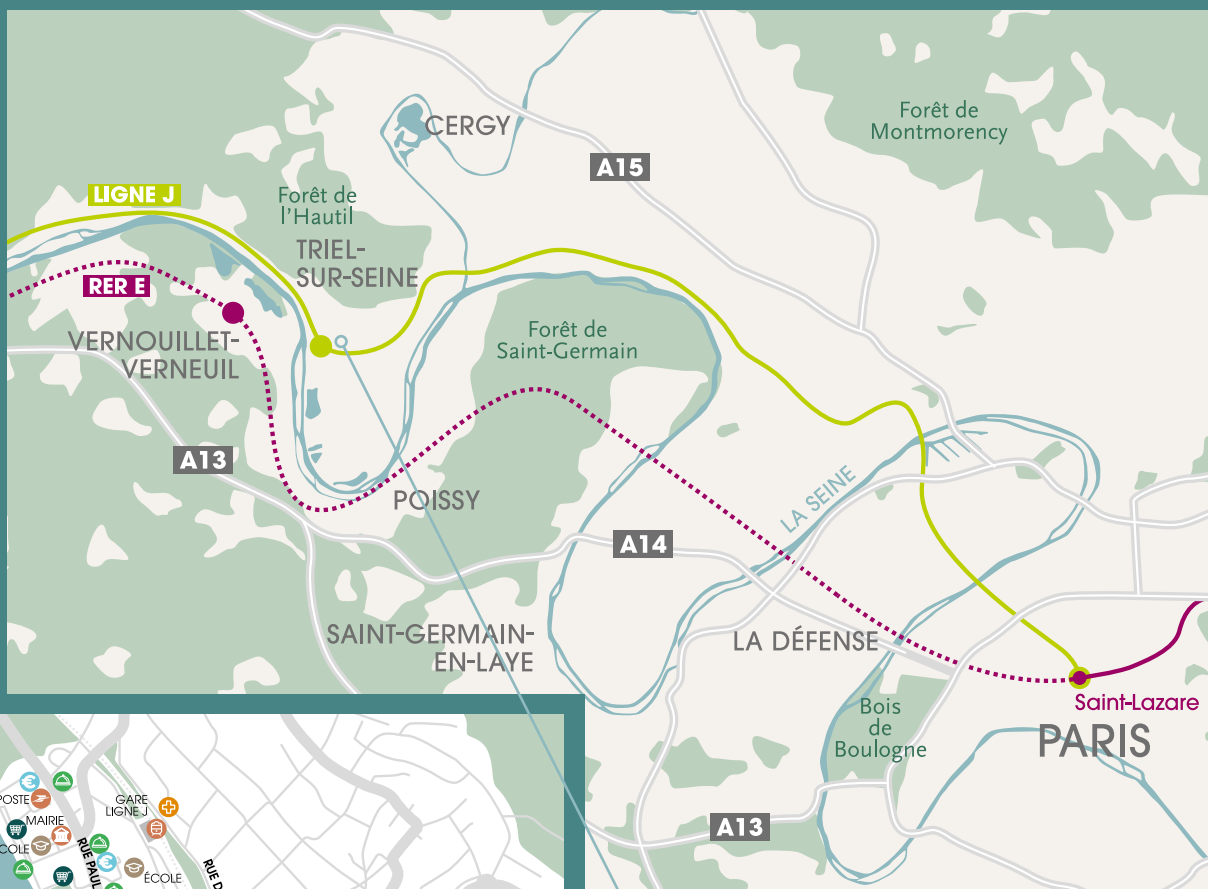 CERGY
Forêt de
Montmorency
A15
LIGNE J
Forêt de
l'Hautil
TRIEL-
SUR-SEINE
RER E
VERNOUILLET-
VERNEUIL
Forêt de
Saint-Germain
A13
POISSY
LA SEINE
A14
SAINT-GERMAIN-
EN-LAYE
LA DÉFENSE
Bois
de
Boulogne
Saint-Lazare
PARIS
A13
POSTE
MAIRIE
GARE
LIGNE J
ÉCOLE
RUE PAUL
RUE D